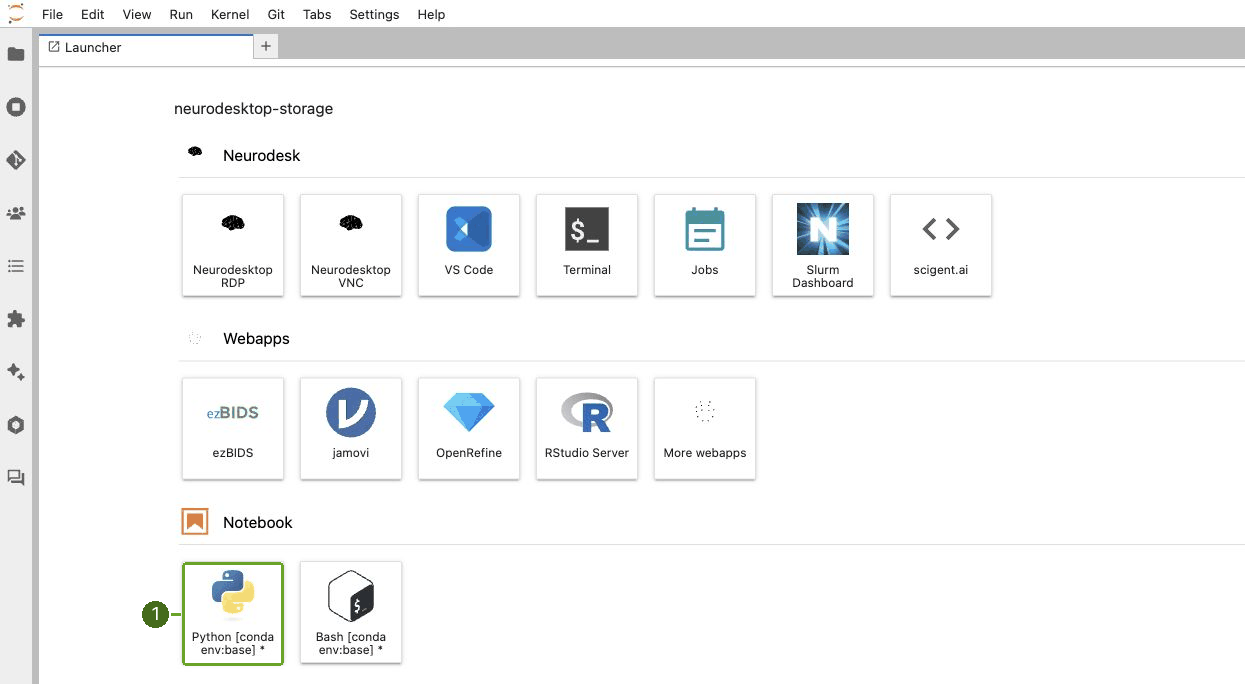 File Edit View Run Kernel Git Tabs Settings Help
Launcher
neurodesktop-storage
Neurodesk
$_
N
Neurodesktop
RDP
Neurodesktop
VNC
VS Code
Terminal
Jobs
Slurm
Dashboard
scigent.ai
Webapps
ezBIDS
R
ezBIDS
jamovi
OpenRefine
RStudio Server
More webapps
Notebook
1
$_
Python [conda
env:base] *
Bash [conda
env:base] *